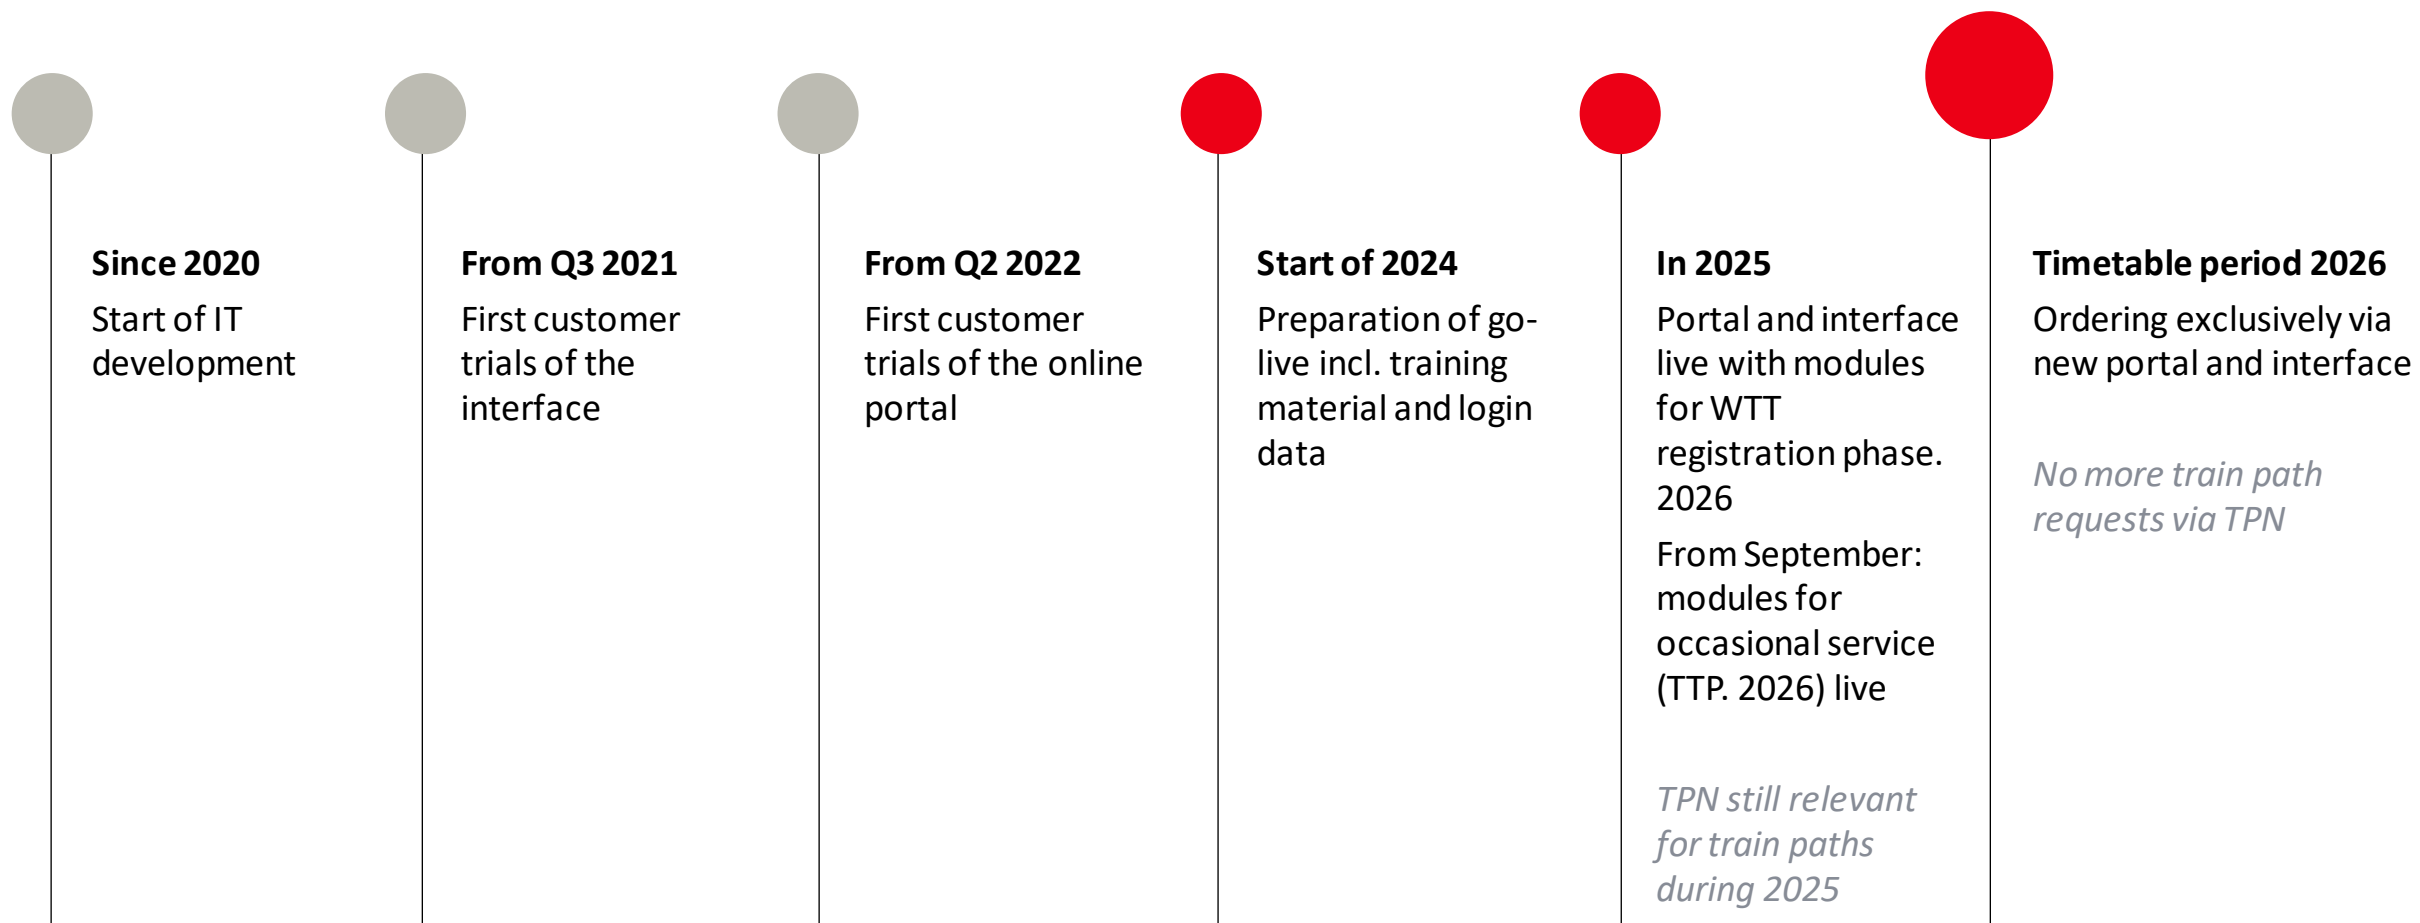 Since 2020
Start of IT
development
From Q3 2021
First customer
trials of the
interface
From Q2 2022
First customer
trials of the online
portal
Start of 2024
Preparation of go-
live incl. training
material and login
data
In 2025
Portal and interface
live with modules
for WTT
registration phase.
2026
From September:
modules for
occasional service
(TTP. 2026) live
TPN still relevant
for train paths
during 2025
Timetable period 2026
Ordering exclusively via
new portal and interface
No more train path
requests via TPN